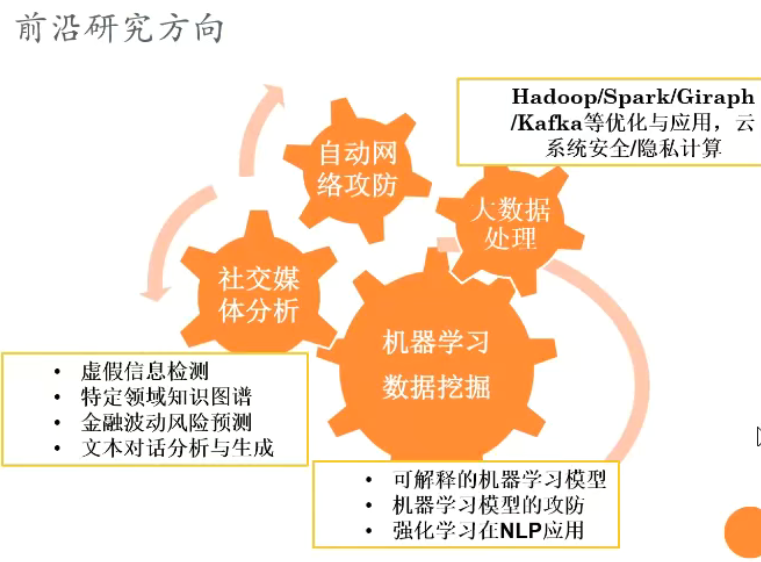 前沿研究方向
Hadoop/Spark/Giraph
/Kafka等优化与应用，云
系统安全/隐私计算
自动网
络攻防
大数据
处理
社交媒
体分析
机器学习
数据挖掘
• 虚假信息检测
• 特定领域知识图谱
• 金融波动风险预测
• 文本对话分析与生成
• 可解释的机器学习模型
• 机器学习模型的攻防
• 强化学习在NLP应用